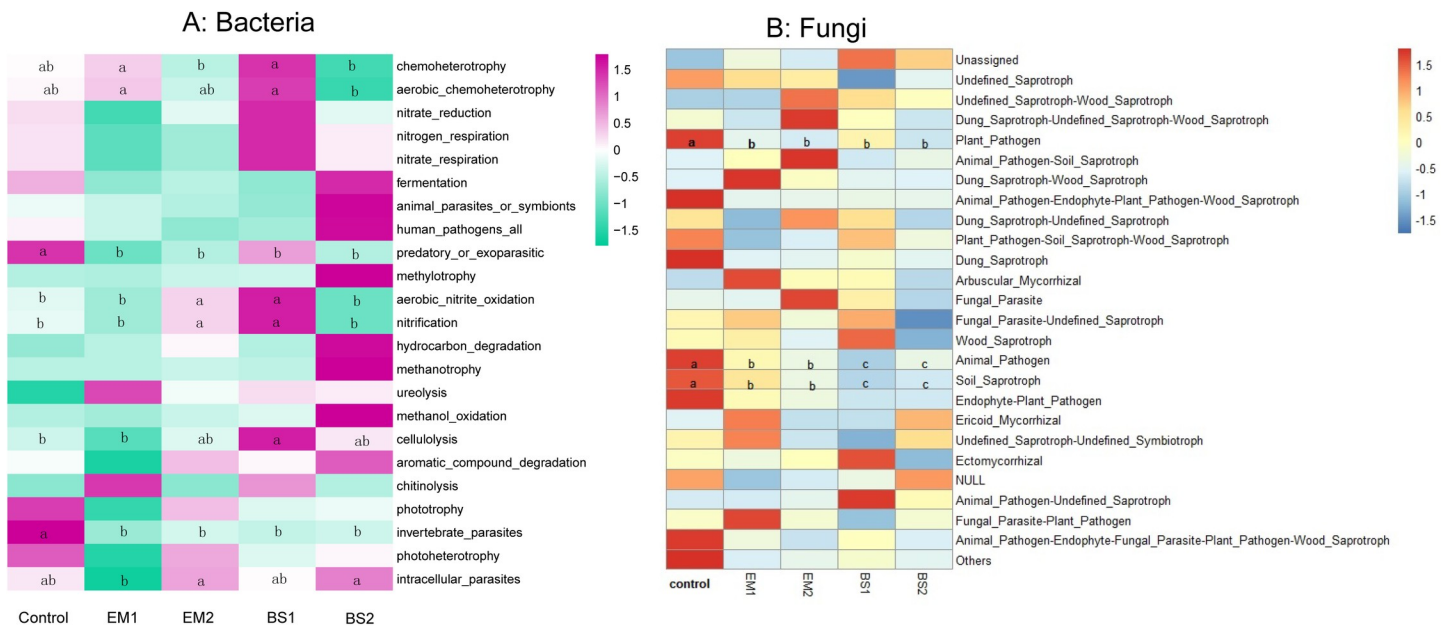 A: Bacteria
ab a b a b chemoheterotrophy
ab a ab a b aerobic_chemoheterotrophy
nitrate_reduction
nitrogen_respiration
nitrate_respiration
fermentation
animal_parasites_or_symbionts
human_pathogens_all
a b b b b predatory_or_exoparasitic
methylotrophy
b b a a b aerobic_nitrite_oxidation
b b a a b nitrification
hydrocarbon_degradation
methanotrophy
ureolysis
methanol_oxidation
b b ab a ab cellulolysis
aromatic_compound_degradation
chitinolysis
phototrophy
a b b b b invertebrate_parasites
photoheterotrophy
ab b a ab a intracellular_parasites
Control EM1 EM2 BS1 BS2
1.5
1
0.5
0
−0.5
−1
−1.5
B: Fungi
Unassigned
Undefined_Saprotroph
Undefined_Saprotroph-Wood_Saprotroph
Dung_Saprotroph-Undefined_Saprotroph-Wood_Saprotroph
a b b b b Plant_Pathogen
Animal_Pathogen-Soil_Saprotroph
Dung_Saprotroph-Wood_Saprotroph
Animal_Pathogen-Endophyte-Plant_Pathogen-Wood_Saprotroph
Dung_Saprotroph-Undefined_Saprotroph
Plant_Pathogen-Soil_Saprotroph-Wood_Saprotroph
Dung_Saprotroph
Arbuscular_Mycorrhizal
Fungal_Parasite
Fungal_Parasite-Undefined_Saprotroph
Wood_Saprotroph
a b b c c Animal_Pathogen
a b b c c Soil_Saprotroph
Endophyte-Plant_Pathogen
Ericoid_Mycorrhizal
Undefined_Saprotroph-Undefined_Symbiotroph
Ectomycorrhizal
NULL
Animal_Pathogen-Undefined_Saprotroph
Fungal_Parasite-Plant_Pathogen
Animal_Pathogen-Endophyte-Fungal_Parasite-Plant_Pathogen-Wood_Saprotroph
Others
control EM1 EM2 BS1 BS2
1.5
1
0.5
0
-0.5
-1
-1.5